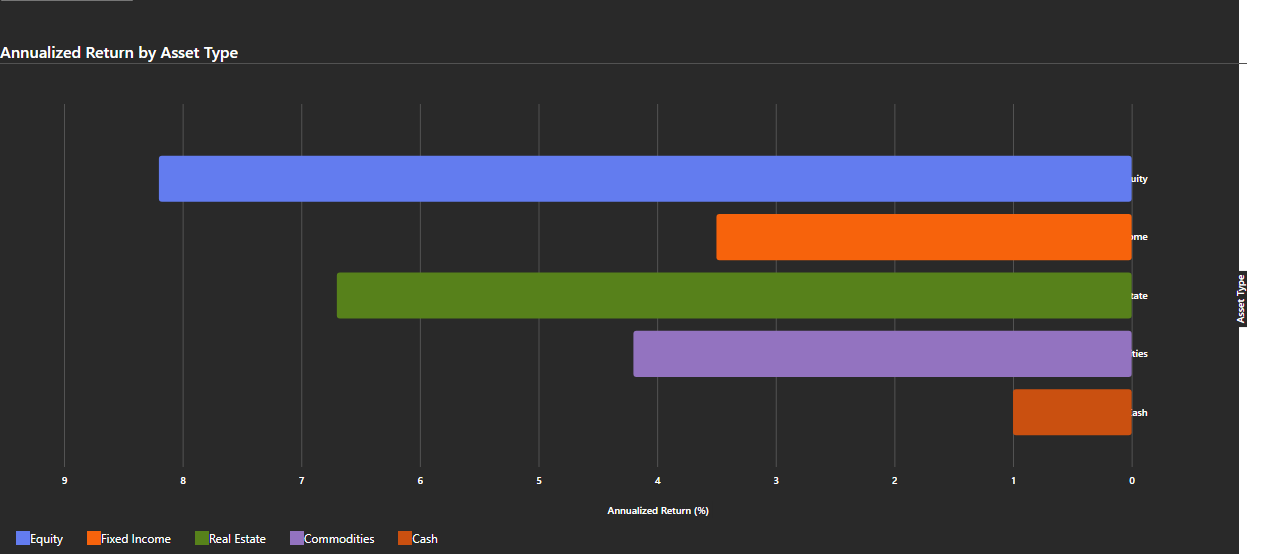 Annualized Return by Asset Type
uity
ome
tate
ties
ash
Asset Type
9 8 7 6 5 4 3 2 1 0
Annualized Return (%)
Equity Fixed Income Real Estate Commodities Cash